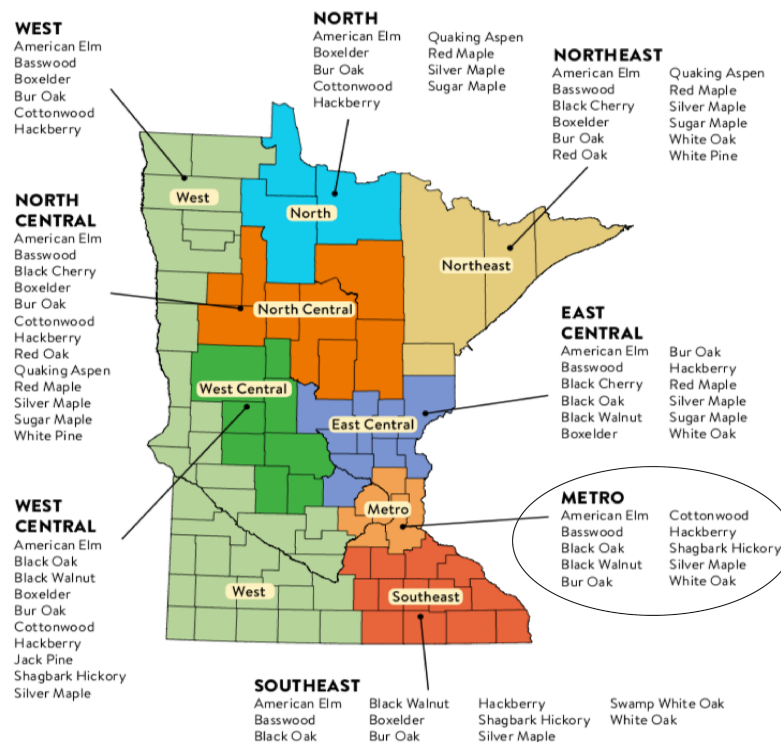 WEST
American Elm
Basswood
Boxelder
Bur Oak
Cottonwood
Hackberry
NORTH
American Elm
Boxelder
Bur Oak
Cottonwood
Hackberry
Quaking Aspen
Red Maple
Silver Maple
Sugar Maple
NORTHEAST
American Elm
Basswood
Black Cherry
Boxelder
Bur Oak
Red Oak
Quaking Aspen
Red Maple
Silver Maple
Sugar Maple
White Oak
White Pine
NORTH
CENTRAL
American Elm
Basswood
Black Cherry
Boxelder
Bur Oak
Cottonwood
Hackberry
Red Oak
Quaking Aspen
Red Maple
Silver Maple
Sugar Maple
White Pine
West
North
Northeast
North Central
West Central
East Central
Metro
West
Southeast
EAST
CENTRAL
American Elm
Basswood
Black Cherry
Black Oak
Black Walnut
Boxelder
Bur Oak
Hackberry
Red Maple
Silver Maple
Sugar Maple
White Oak
WEST
CENTRAL
American Elm
Black Oak
Black Walnut
Boxelder
Bur Oak
Cottonwood
Hackberry
Jack Pine
Shagbark Hickory
Silver Maple
METRO
American Elm
Basswood
Black Oak
Black Walnut
Bur Oak
Cottonwood
Hackberry
Shagbark Hickory
Silver Maple
White Oak
SOUTHEAST
American Elm
Basswood
Black Oak
Black Walnut
Boxelder
Bur Oak
Hackberry
Shagbark Hickory
Silver Maple
Swamp White Oak
White Oak